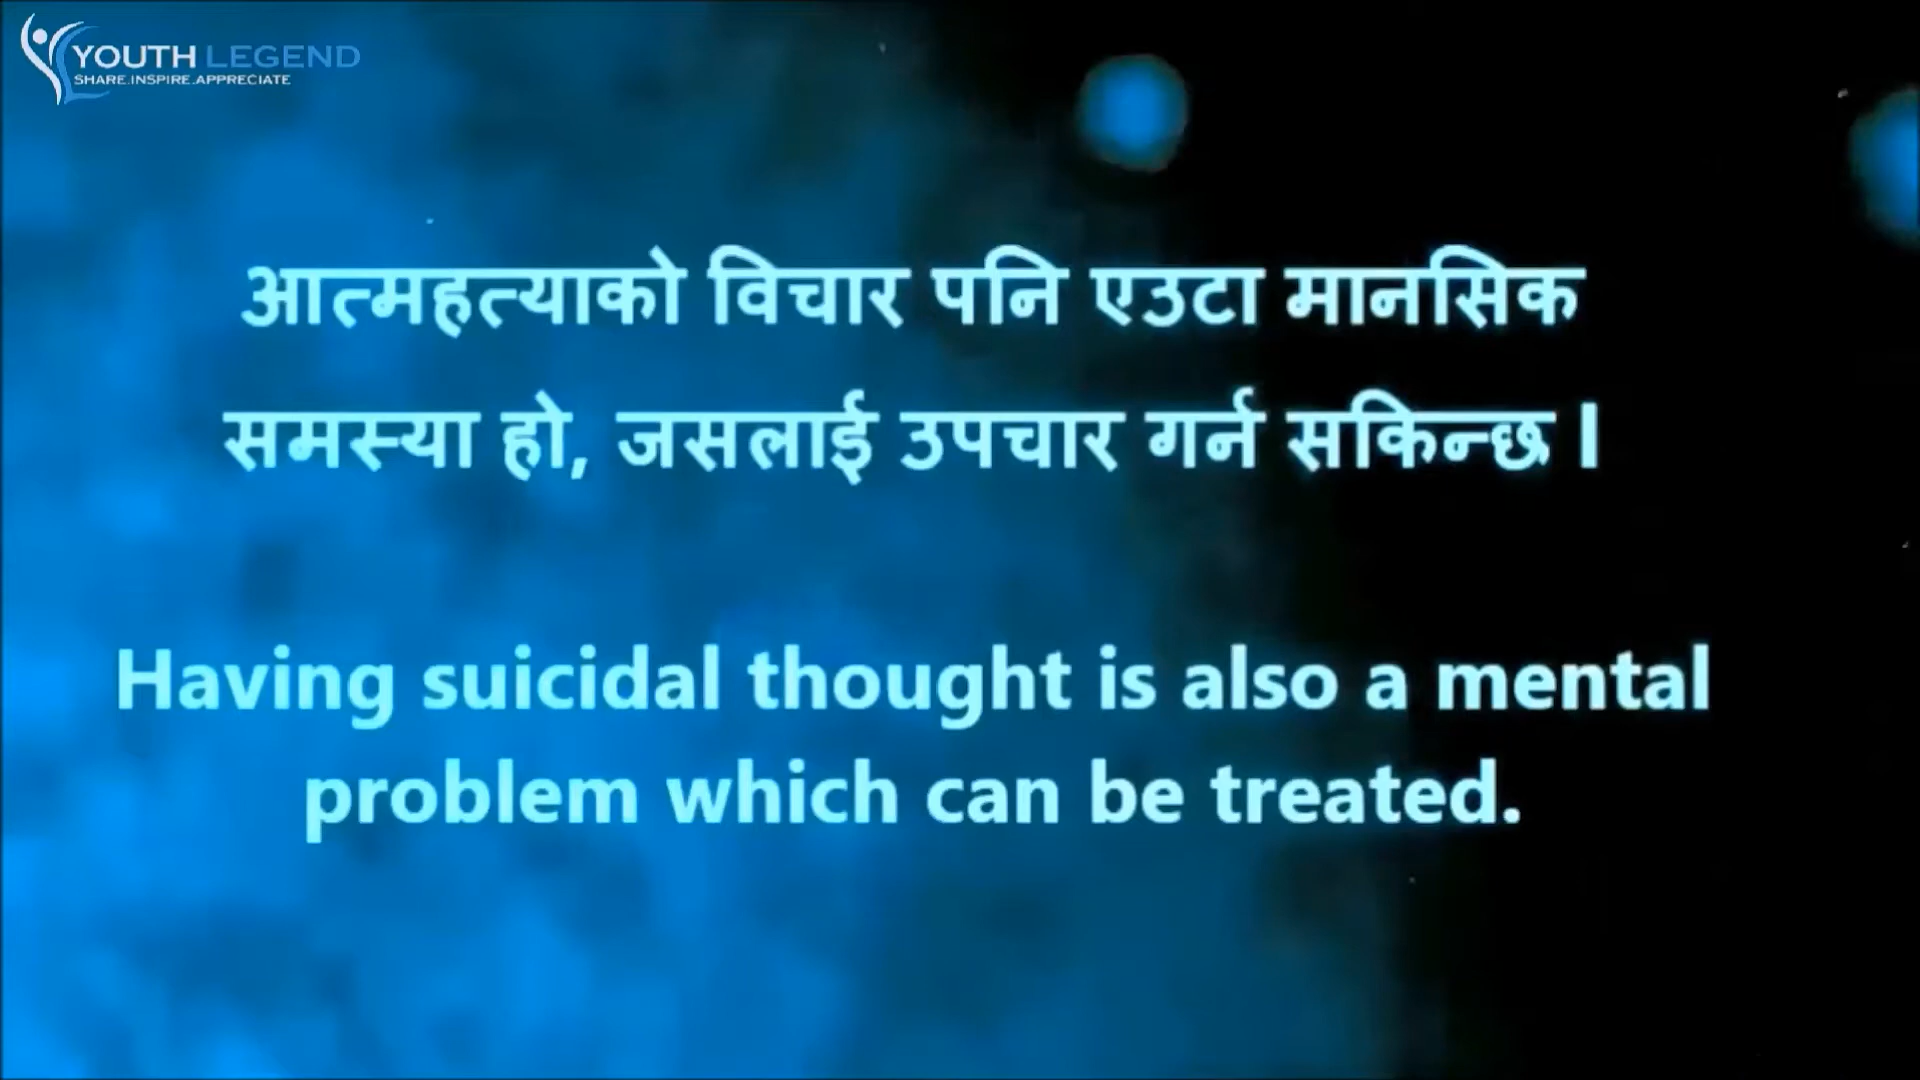 YOUTH LEGEND
SHARE.INSPIRE.APPRECIATE
आत्महत्याको विचार पनि एउटा मानसिक
समस्या हो, जसलाई उपचार गर्न सकिन्छ ।
Having suicidal thought is also a mental
problem which can be treated.